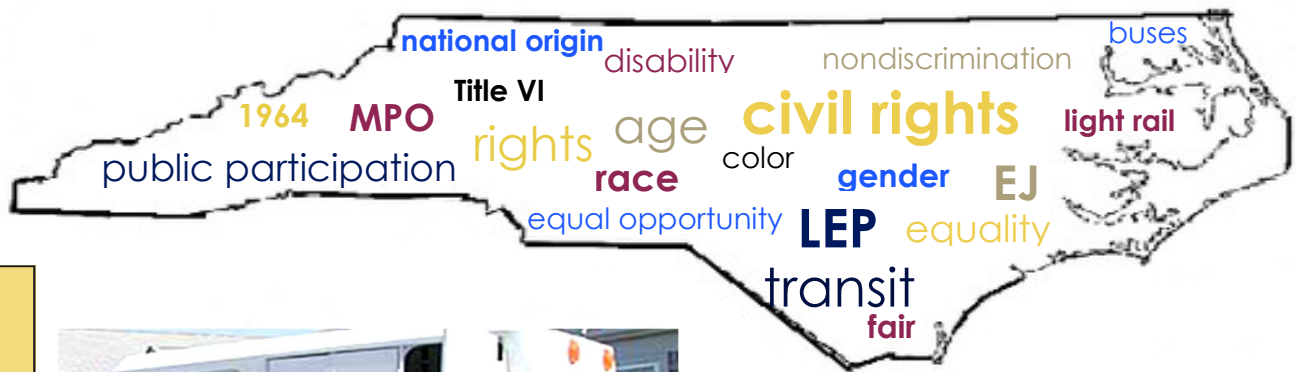 national origin
disability
nondiscrimination
buses
Title VI
1964
MPO
rights
age
civil rights
light rail
public participation
race
color
gender
EJ
equal opportunity
LEP
equality
transit
fair